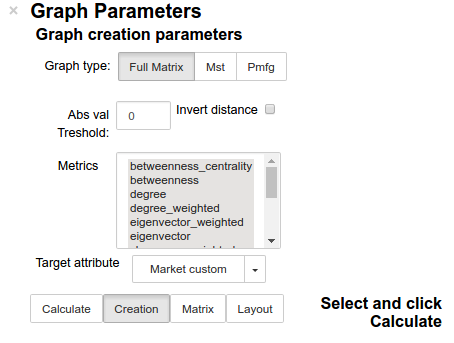 × Graph Parameters
Graph creation parameters
Graph type: Full Matrix Mst Pmfg
Abs val Treshold: 0 Invert distance
Metrics
betweenness_centrality
betweenness
degree
degree_weighted
eigenvector_weighted
eigenvector
Target attribute Market custom
Calculate Creation Matrix Layout
Select and click
Calculate